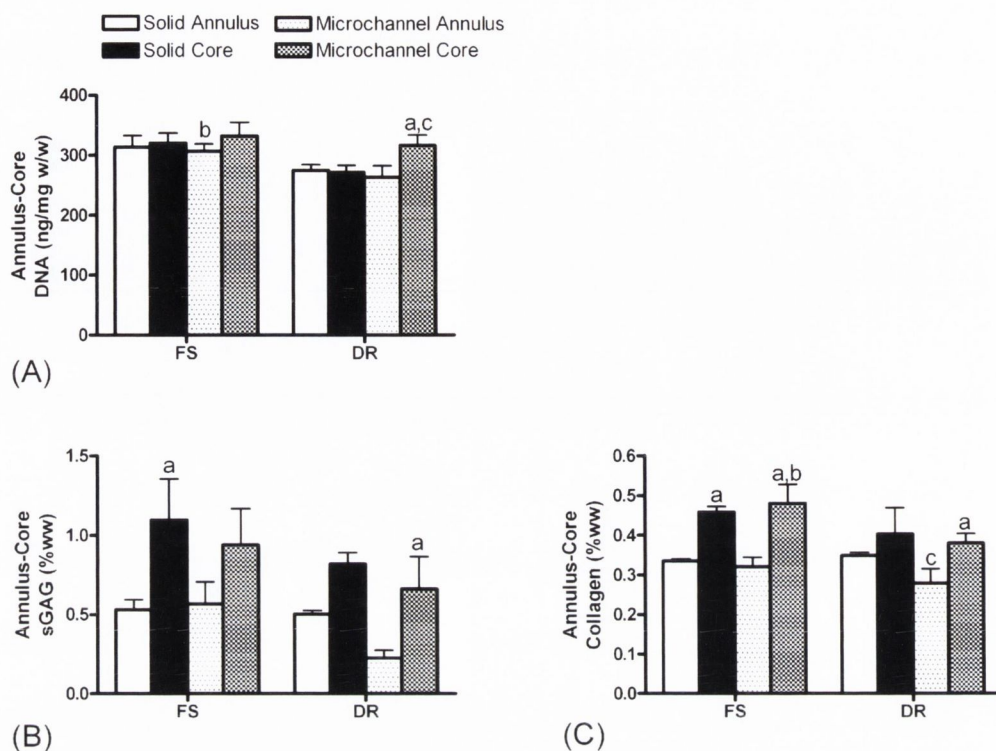 Solid Annulus Microchannel Annulus
Solid Core Microchannel Core
Annulus-Core
DNA (ng/mg w/w)
400
300
200
100
0
b
a,c
FS DR
(A)
Annulus-Core
sGAG (%ww)
1.5
1.0
0.5
0.0
a
a
FS DR
(B)
Annulus-Core
Collagen (%ww)
0.6
0.5
0.4
0.3
0.2
0.1
0.0
a
a,b
c
a
FS DR
(C)